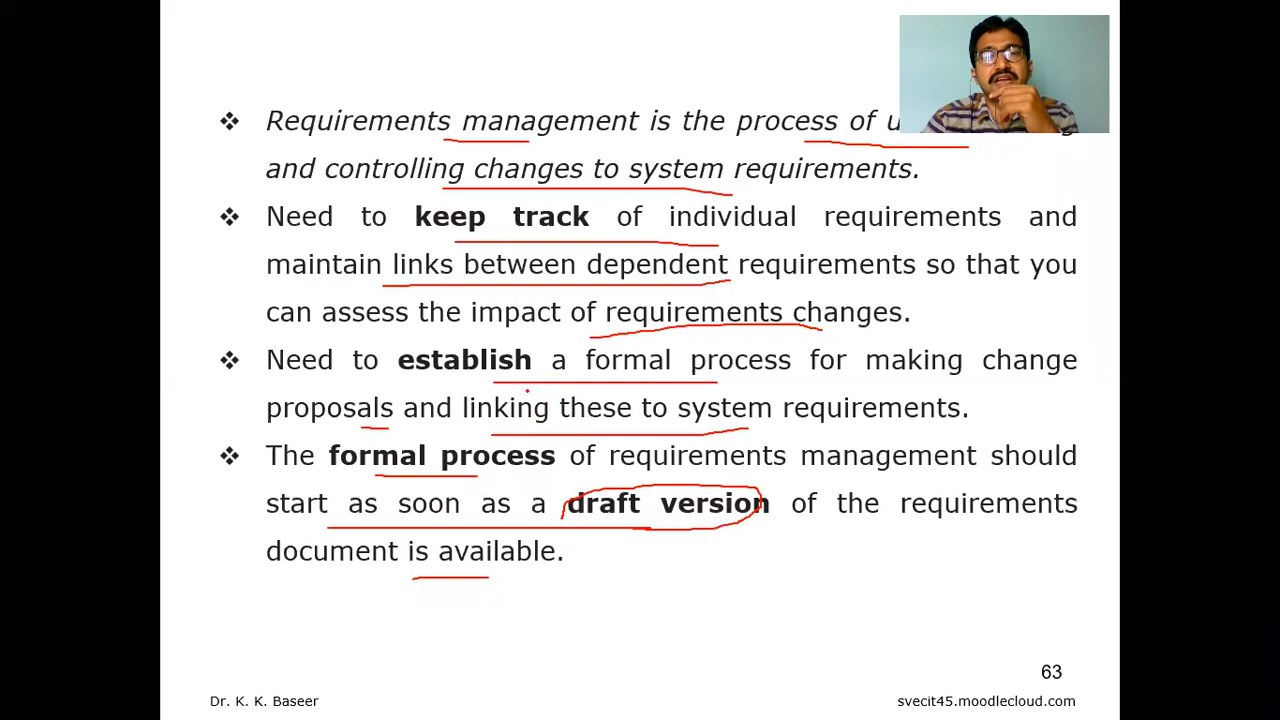 ❖ Requirements management is the process of
and controlling changes to system requirements.
❖ Need to keep track of individual requirements and
maintain links between dependent requirements so that you
can assess the impact of requirements changes.
❖ Need to establish a formal process for making change
proposals and linking these to system requirements.
❖ The formal process of requirements management should
start as soon as a draft version of the requirements
document is available.
63
Dr. K. K. Baseer
svecit45.moodlecloud.com